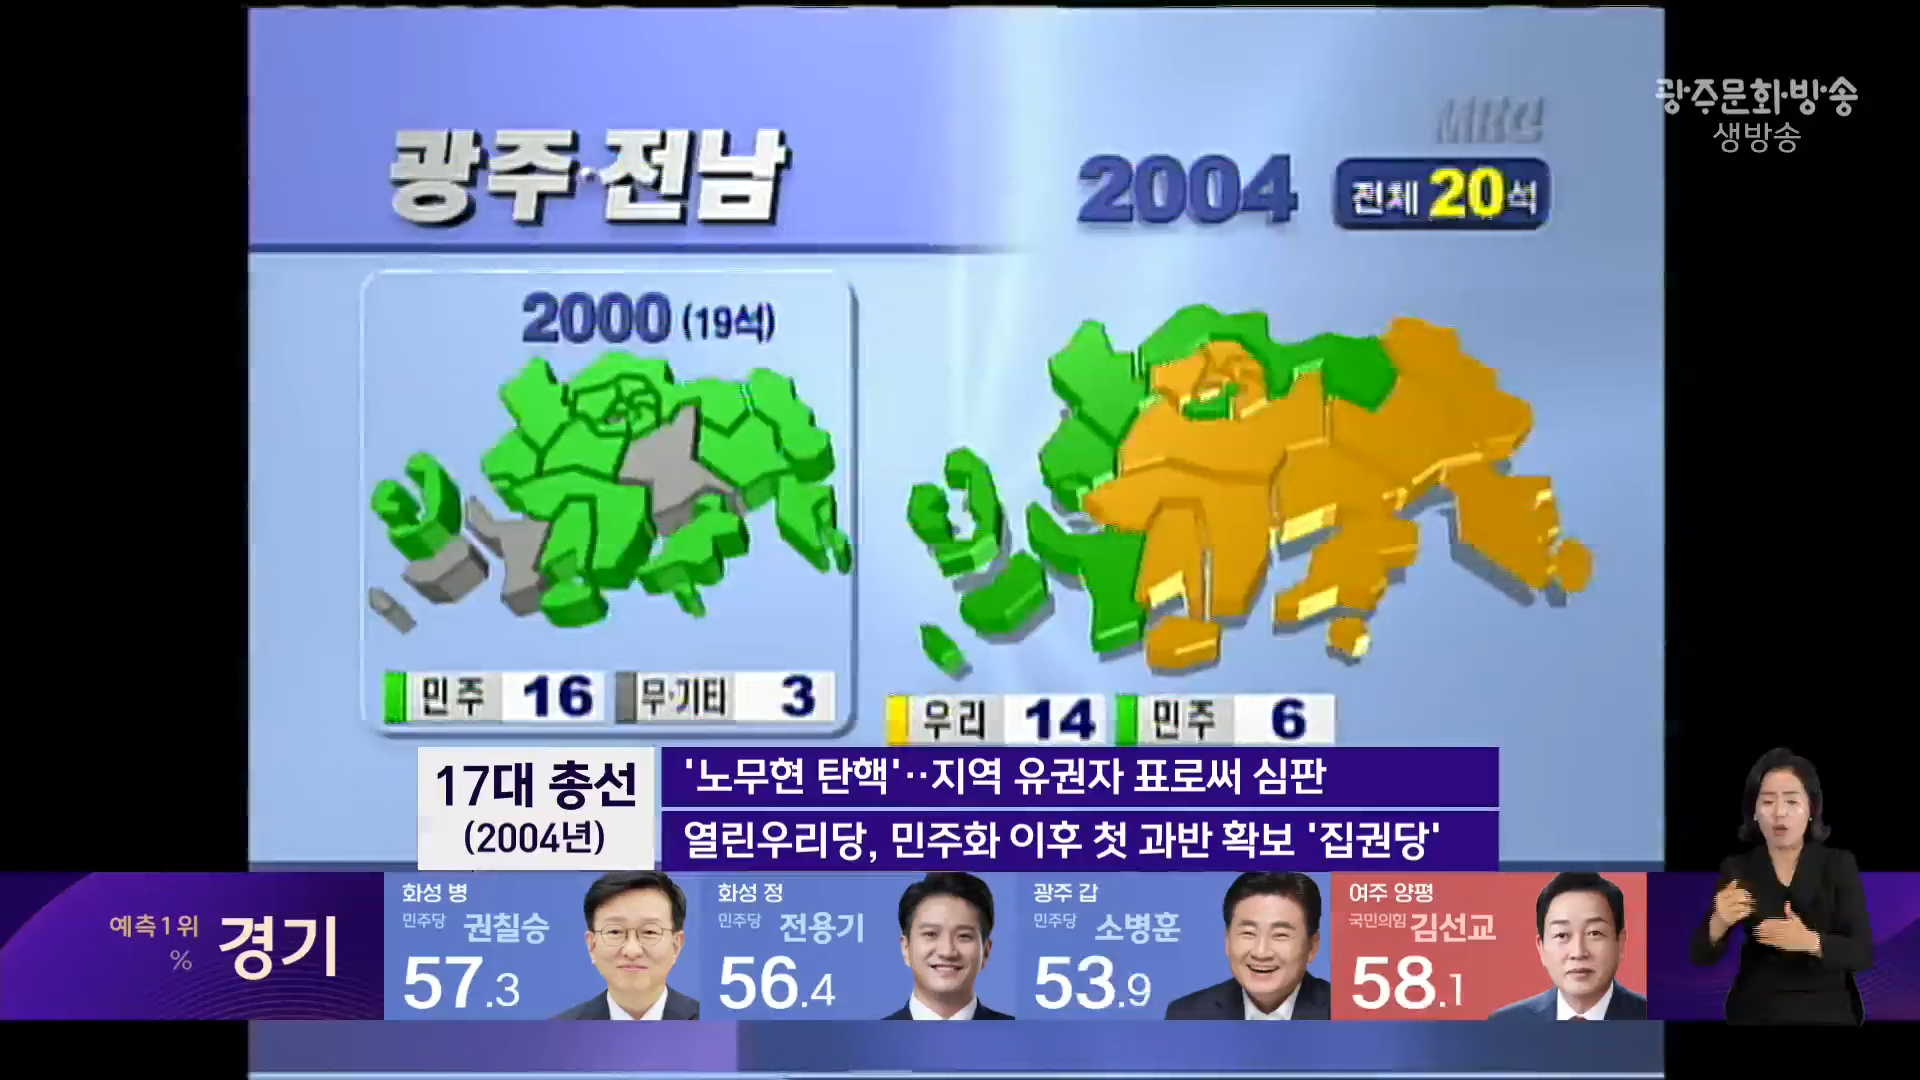 광주문화방송
생방송
MBC
광주·전남
2004
전체 20석
2000 (19석)
민주 16
무·기타 3
우리 14
민주 6
17대 총선
(2004년)
'노무현 탄핵'··지역 유권자 표로써 심판
열린우리당, 민주화 이후 첫 과반 확보 '집권당'
예측1위
%
경기
화성 병
민주당 권칠승
57.3
화성 정
민주당 전용기
56.4
광주 갑
민주당 소병훈
53.9
여주 양평
국민의힘 김선교
58.1